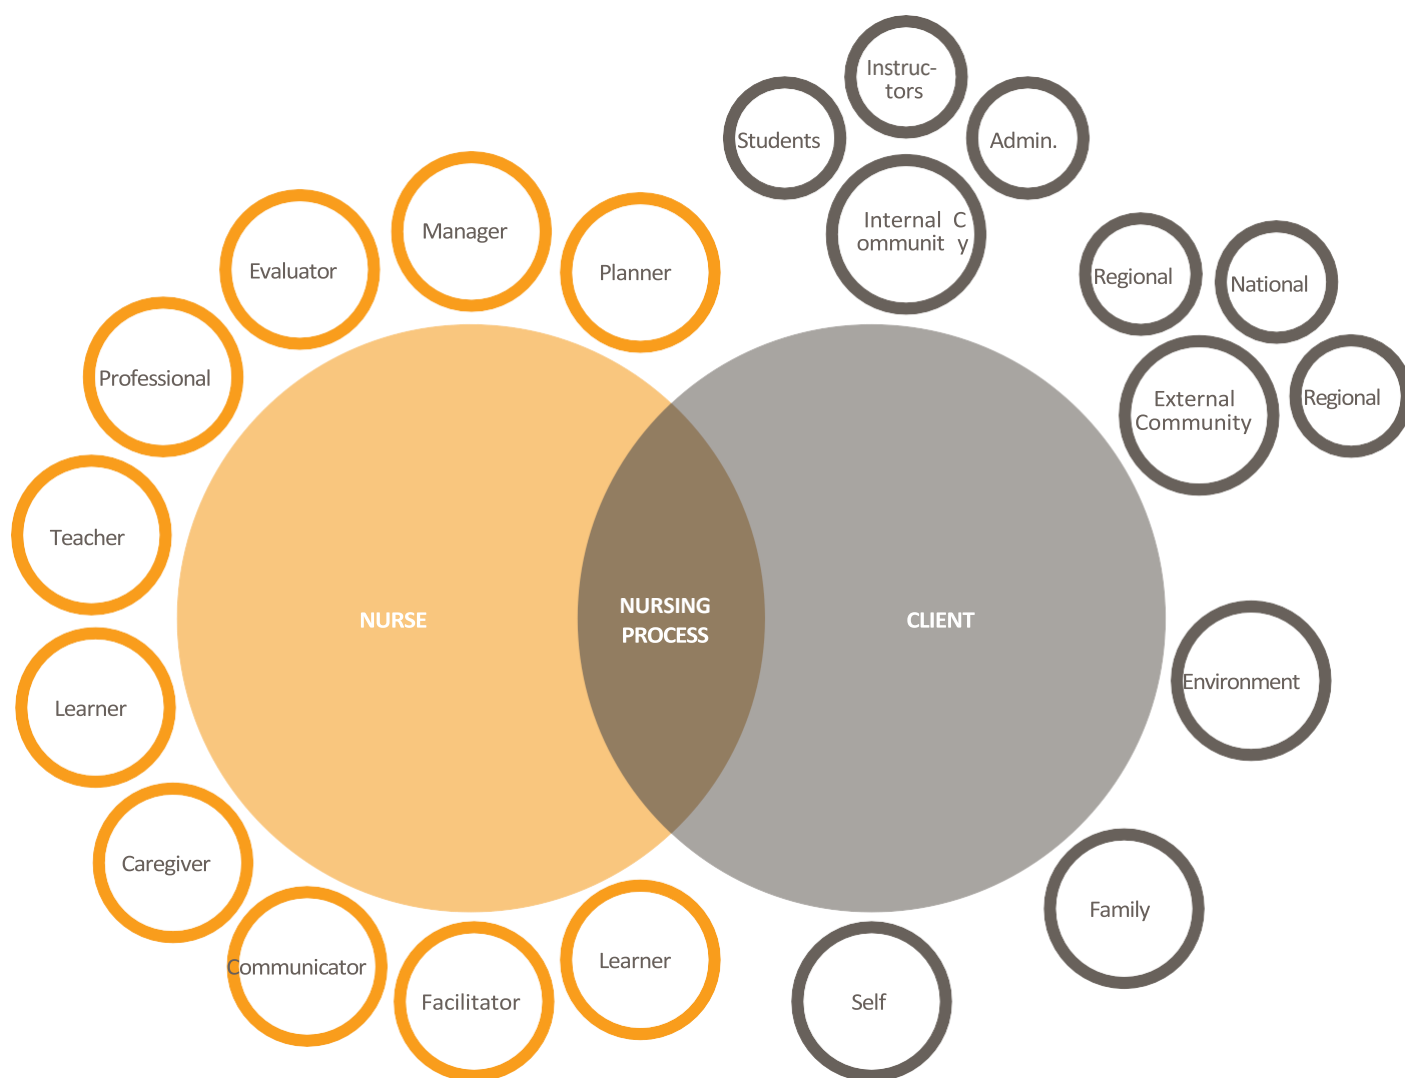 Instruc-
tors
Students
Admin.
Internal C
ommunit y
Manager
Planner
Evaluator
Regional
National
Professional
External
Community
Regional
Teacher
NURSE
NURSING
PROCESS
CLIENT
Learner
Environment
Caregiver
Family
Communicator
Facilitator
Learner
Self